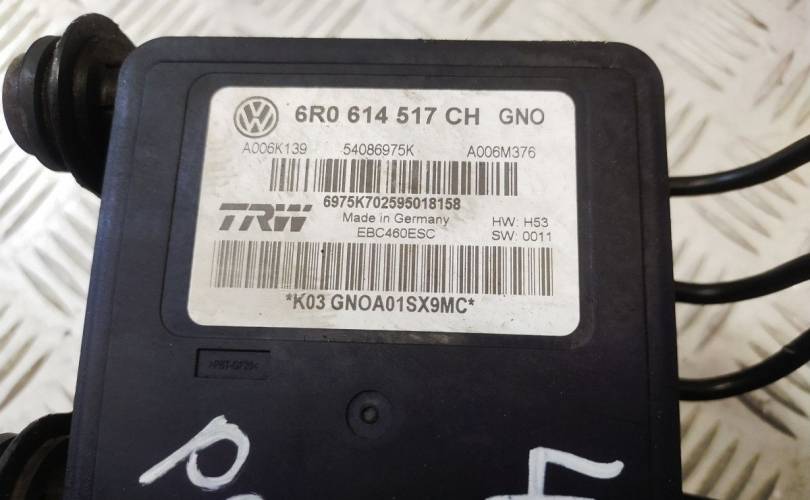 6R0 614 517 CH GNO
A006K139 54086975K A006M376
6975K702595018158
TRW Made in Germany HW: H53
EBC460ESC SW: 0011
*K03 GNOA01SX9MC*
>PBT-GF20<